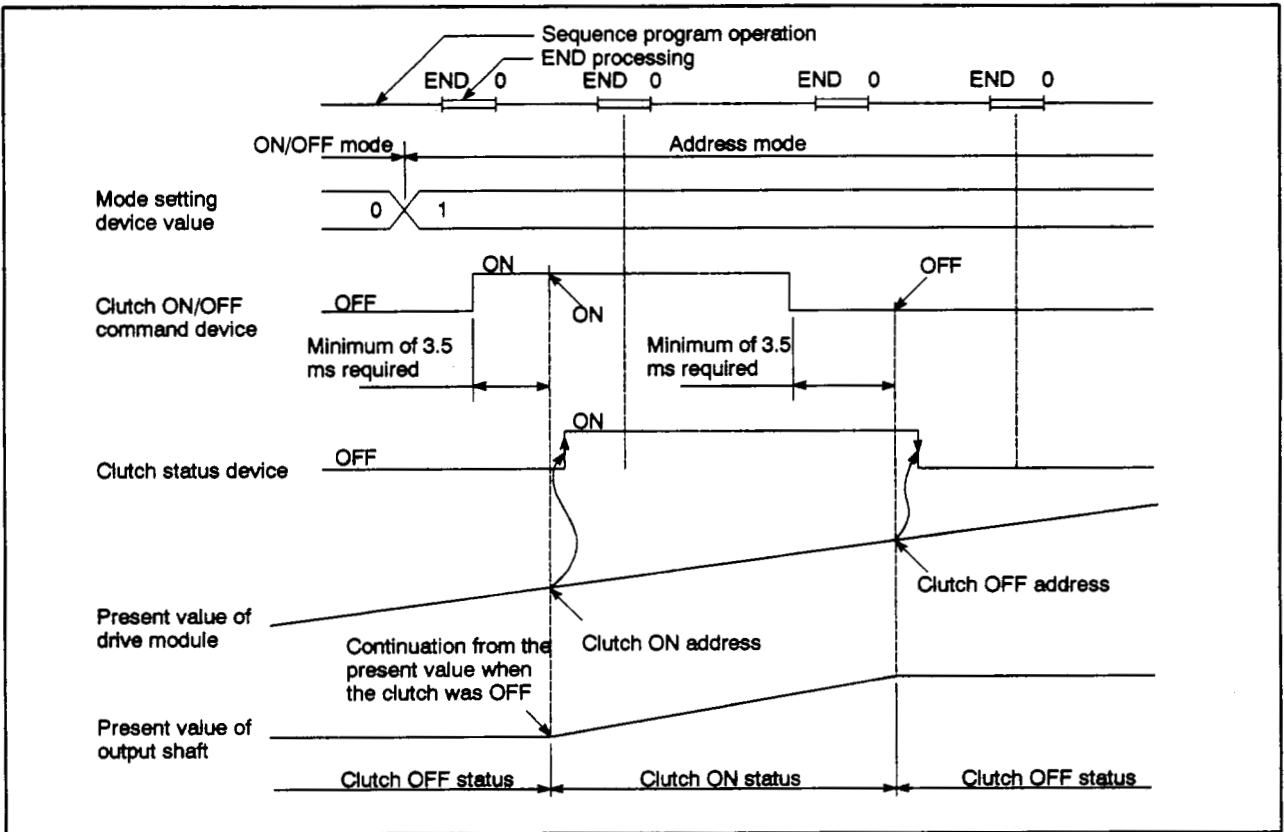 Sequence program operation
END processing
END 0 END 0 END 0 END 0
ON/OFF mode Address mode
Mode setting
device value
0 1
Clutch ON/OFF
command device
OFF ON ON OFF
Minimum of 3.5
ms required
Minimum of 3.5
ms required
Clutch status device
OFF ON
Present value of
drive module
Clutch ON address
Clutch OFF address
Continuation from the
present value when
the clutch was OFF
Present value of
output shaft
Clutch OFF status Clutch ON status Clutch OFF status